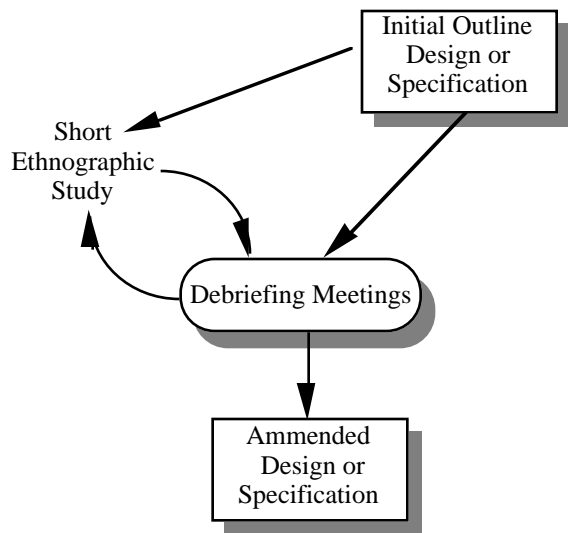 Initial Outline
Design or
Specification
Short
Ethnographic
Study
Debriefing Meetings
Ammended
Design or
Specification